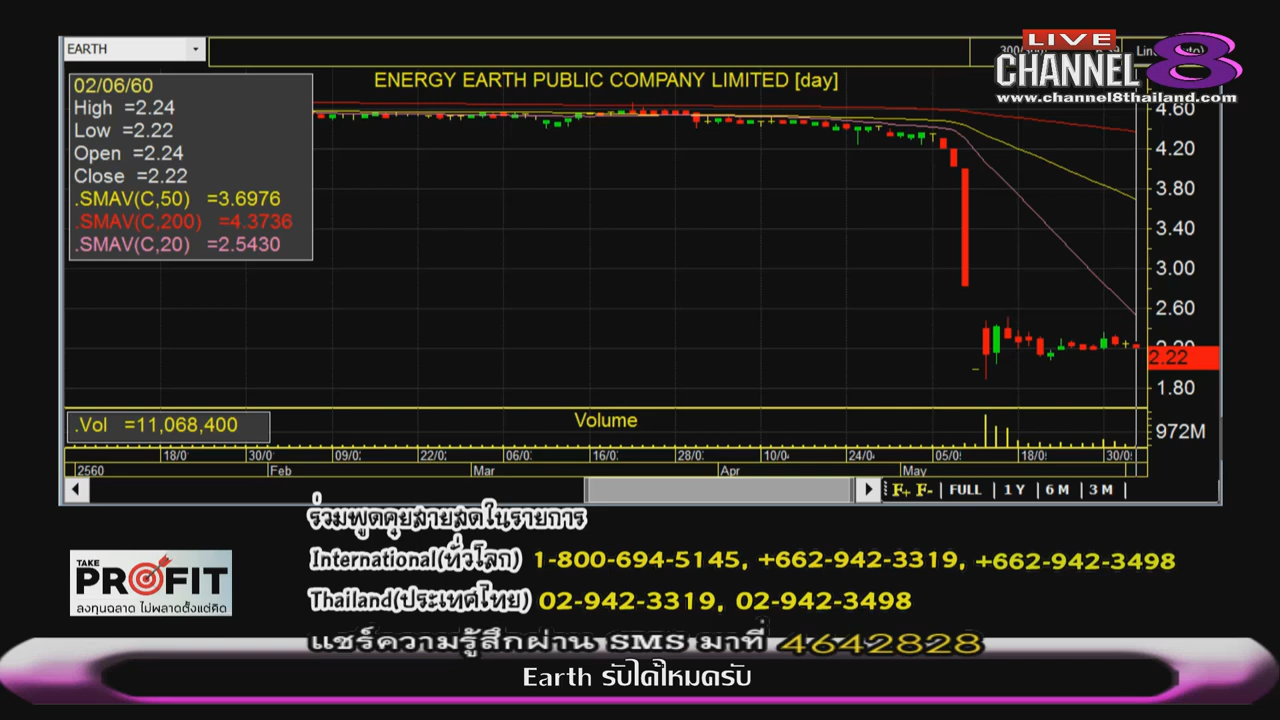 EARTH
LIVE
CHANNEL 8
www.channel8thailand.com
ENERGY EARTH PUBLIC COMPANY LIMITED [day]
02/06/60
High =2.24
Low =2.22
Open =2.24
Close =2.22
.SMAV(C,50) =3.6976
.SMAV(C,200) =4.3736
.SMAV(C,20) =2.5430
4.60
4.20
3.80
3.40
3.00
2.60
2.20
2.22
1.80
.Vol =11,068,400
Volume
972M
18/0 30/0 09/0 22/0 06/0 16/0 28/0 10/0 24/0 05/0 18/0 30/0
2560 Feb Mar Apr May
F+ F- FULL 1 Y 6 M 3 M
ร่วมพูดคุยสายสดในรายการ
International(ทั่วโลก) 1-800-694-5145, +662-942-3319, +662-942-3498
Thailand(ประเทศไทย) 02-942-3319, 02-942-3498
แชร์ความรู้สึกผ่าน SMS มาที่ 4642828
TAKE
PROFIT
ลงทุนฉลาด ไม่พลาดตั้งแต่คิด
Earth รับได้ไหมครับ